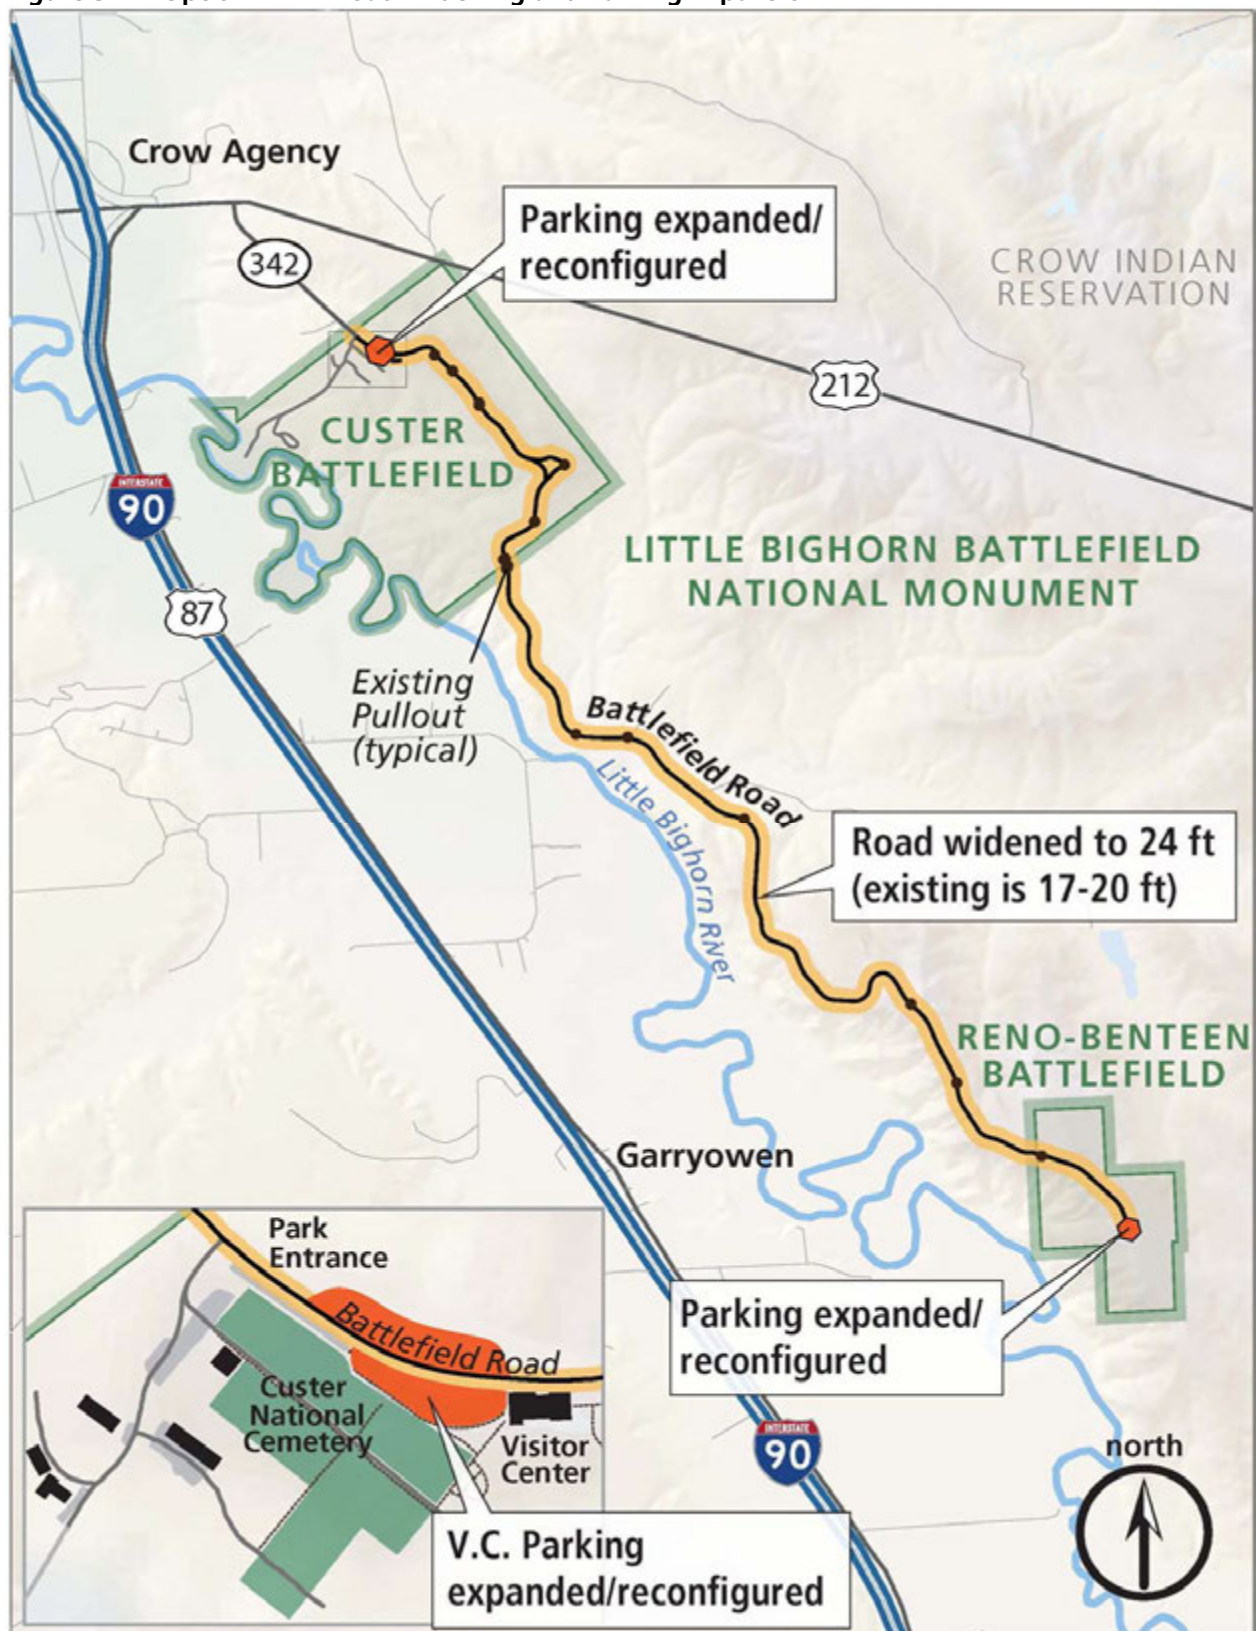 Crow Agency
Parking expanded/
reconfigured
342
CROW INDIAN
RESERVATION
212
CUSTER
BATTLEFIELD
INTERSTATE
90
LITTLE BIGHORN BATTLEFIELD
NATIONAL MONUMENT
87
Existing
Pullout
(typical)
Battlefield Road
Little Bighorn River
Road widened to 24 ft
(existing is 17-20 ft)
RENO-BENTEEN
BATTLEFIELD
Garryowen
Parking expanded/
reconfigured
Park
Entrance
Battlefield Road
Custer
National
Cemetery
Visitor
Center
V.C. Parking
expanded/reconfigured
INTERSTATE
90
north